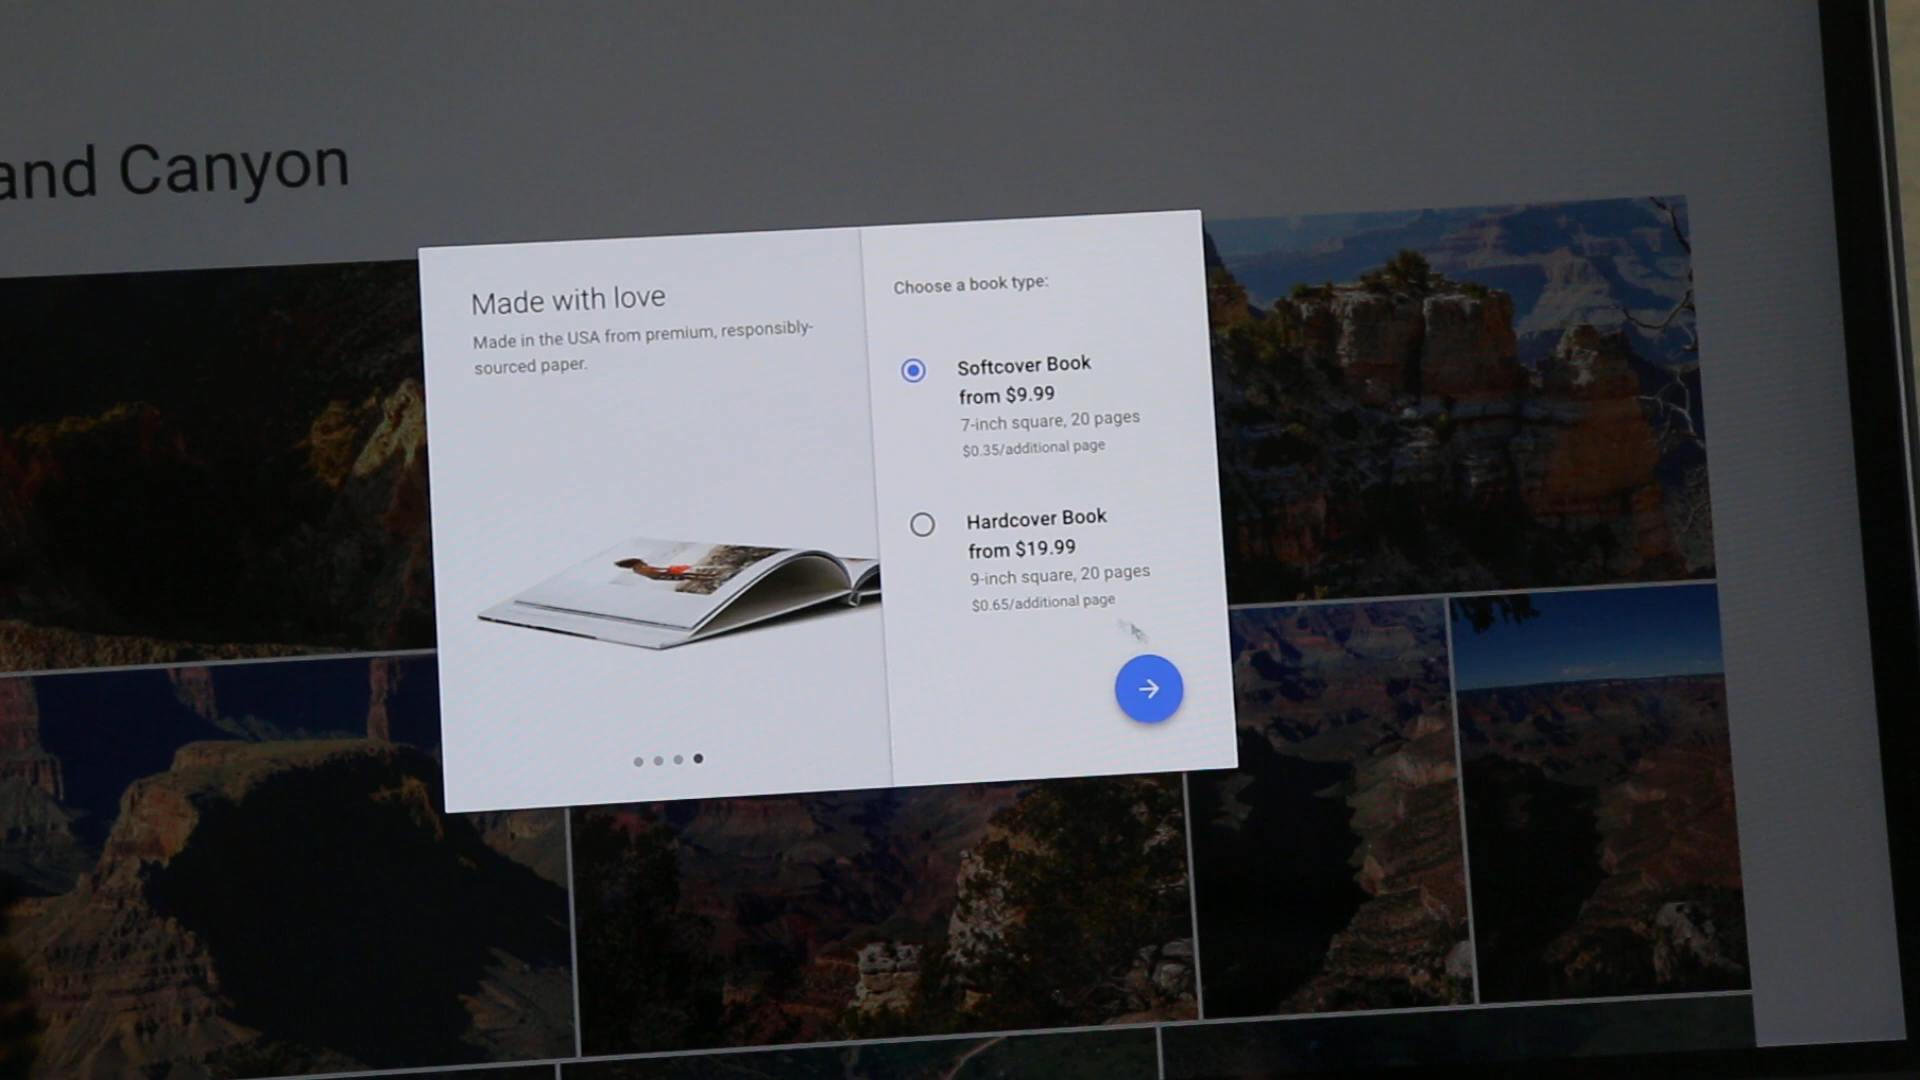 and Canyon
Made with love
Made in the USA from premium, responsibly-
sourced paper.
Choose a book type:
Softcover Book
from $9.99
7-inch square, 20 pages
$0.35/additional page
Hardcover Book
from $19.99
9-inch square, 20 pages
$0.65/additional page